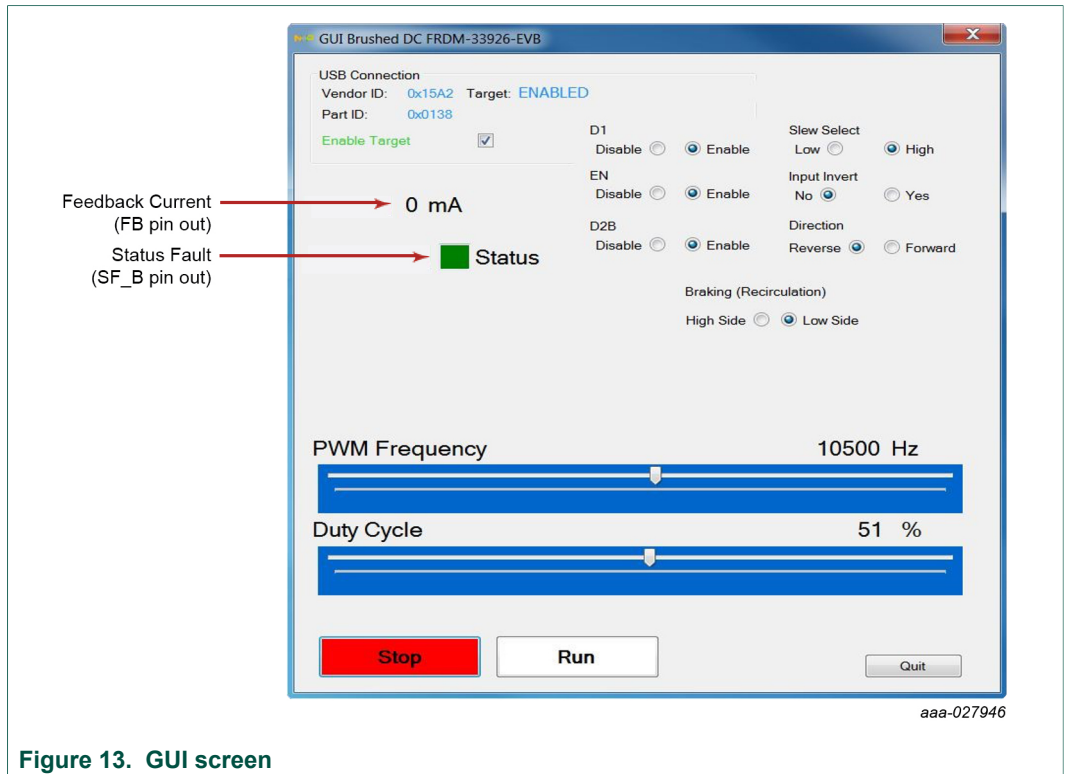 GUI Brushed DC FRDM-33926-EVB
USB Connection
Vendor ID: 0x15A2 Target: ENABLED
Part ID: 0x0138
Enable Target
D1
Disable Enable
Slew Select
Low High
EN
Disable Enable
Input Invert
No Yes
D2B
Disable Enable
Direction
Reverse Forward
Braking (Recirculation)
High Side Low Side
Feedback Current
(FB pin out)
0 mA
Status Fault
(SF_B pin out)
Status
PWM Frequency 10500 Hz
Duty Cycle 51 %
Stop Run Quit
aaa-027946
Figure 13. GUI screen